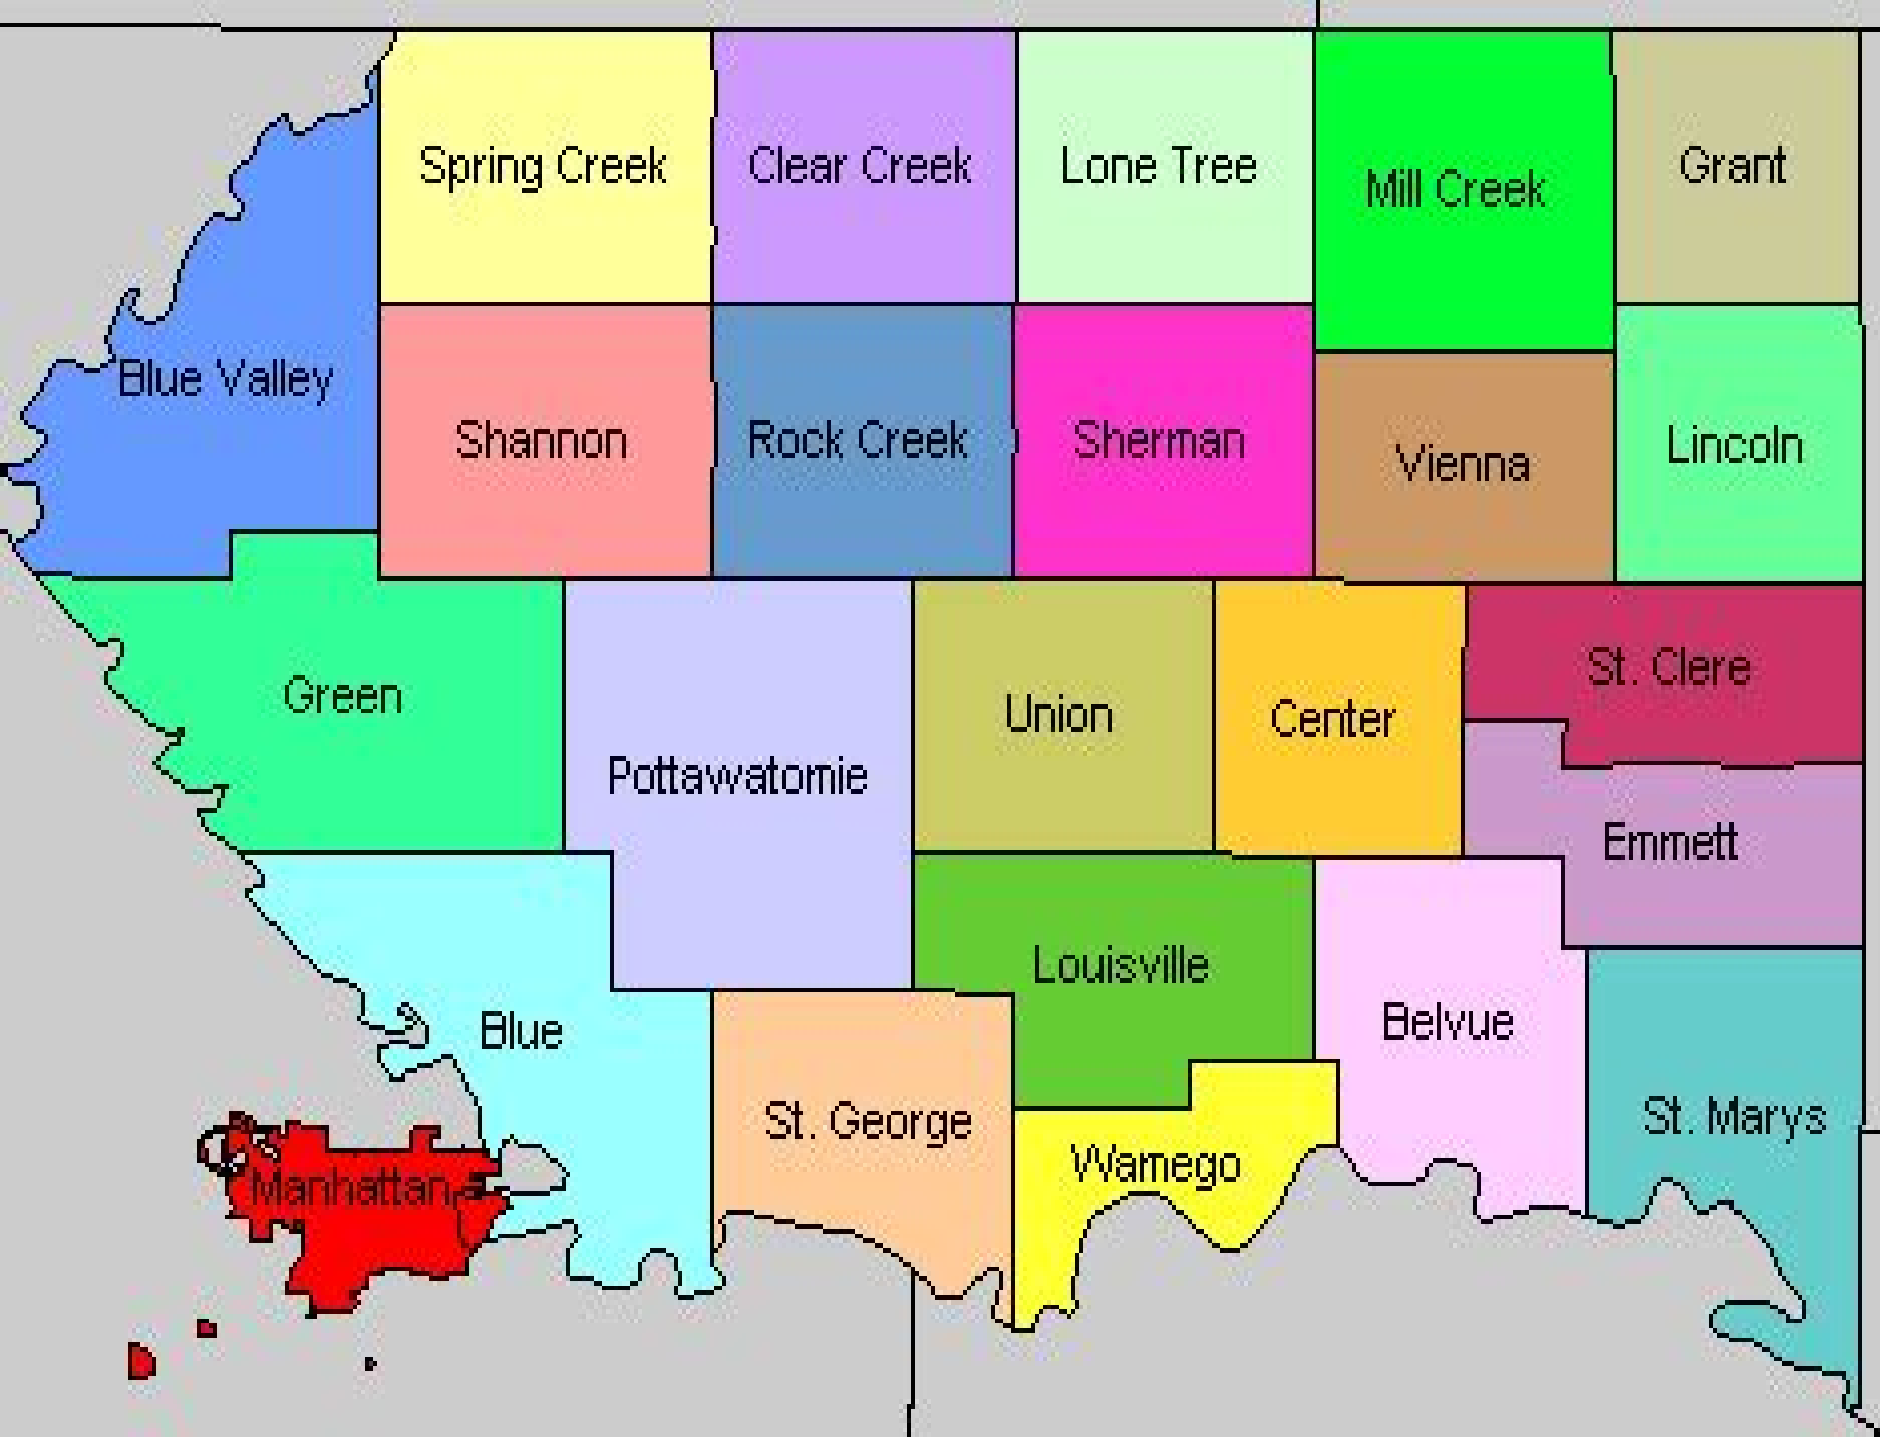 Spring Creek
Clear Creek
Lone Tree
Mill Creek
Grant
Blue Valley
Shannon
Rock Creek
Sherman
Vienna
Lincoln
Green
Pottawatomie
Union
Center
St. Clere
Emmett
Blue
St. George
Louisville
Belvue
St. Marys
Wamego
Manhattan